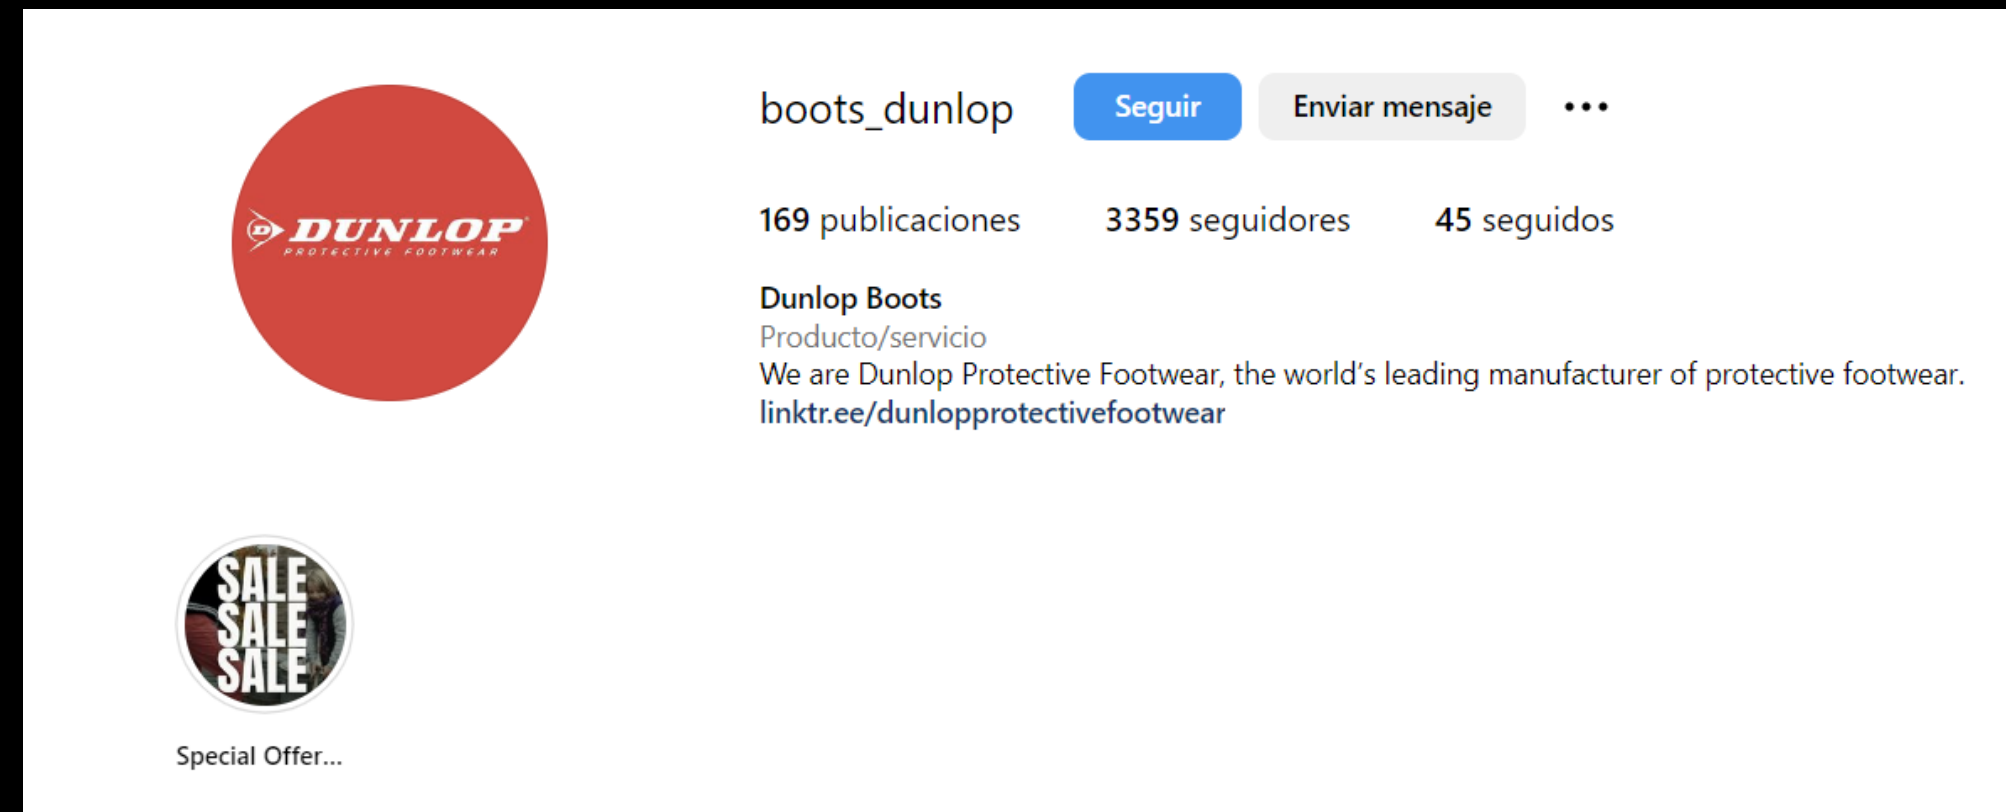 DUNLOP
PROTECTIVE FOOTWEAR
boots_dunlop
Seguir
Enviar mensaje
169 publicaciones
3359 seguidores
45 seguidos
Dunlop Boots
Producto/servicio
We are Dunlop Protective Footwear, the world's leading manufacturer of protective footwear.
linktr.ee/dunlopprotectivefootwear
SALE
SALE
SALE
Special Offer...